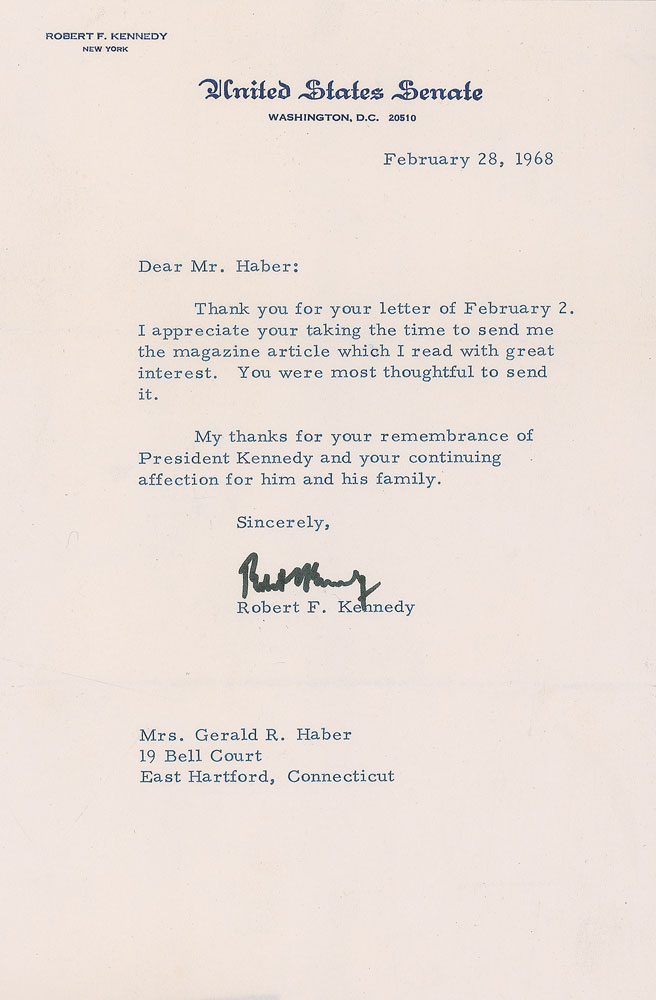 ROBERT F. KENNEDY
NEW YORK
United States Senate
WASHINGTON, D.C. 20510
February 28, 1968
Dear Mr. Haber:
Thank you for your letter of February 2.
I appreciate your taking the time to send me
the magazine article which I read with great
interest. You were most thoughtful to send
it.
My thanks for your remembrance of
President Kennedy and your continuing
affection for him and his family.
Sincerely,
Robert F Kennedy
Robert F. Kennedy
Mrs. Gerald R. Haber
19 Bell Court
East Hartford, Connecticut